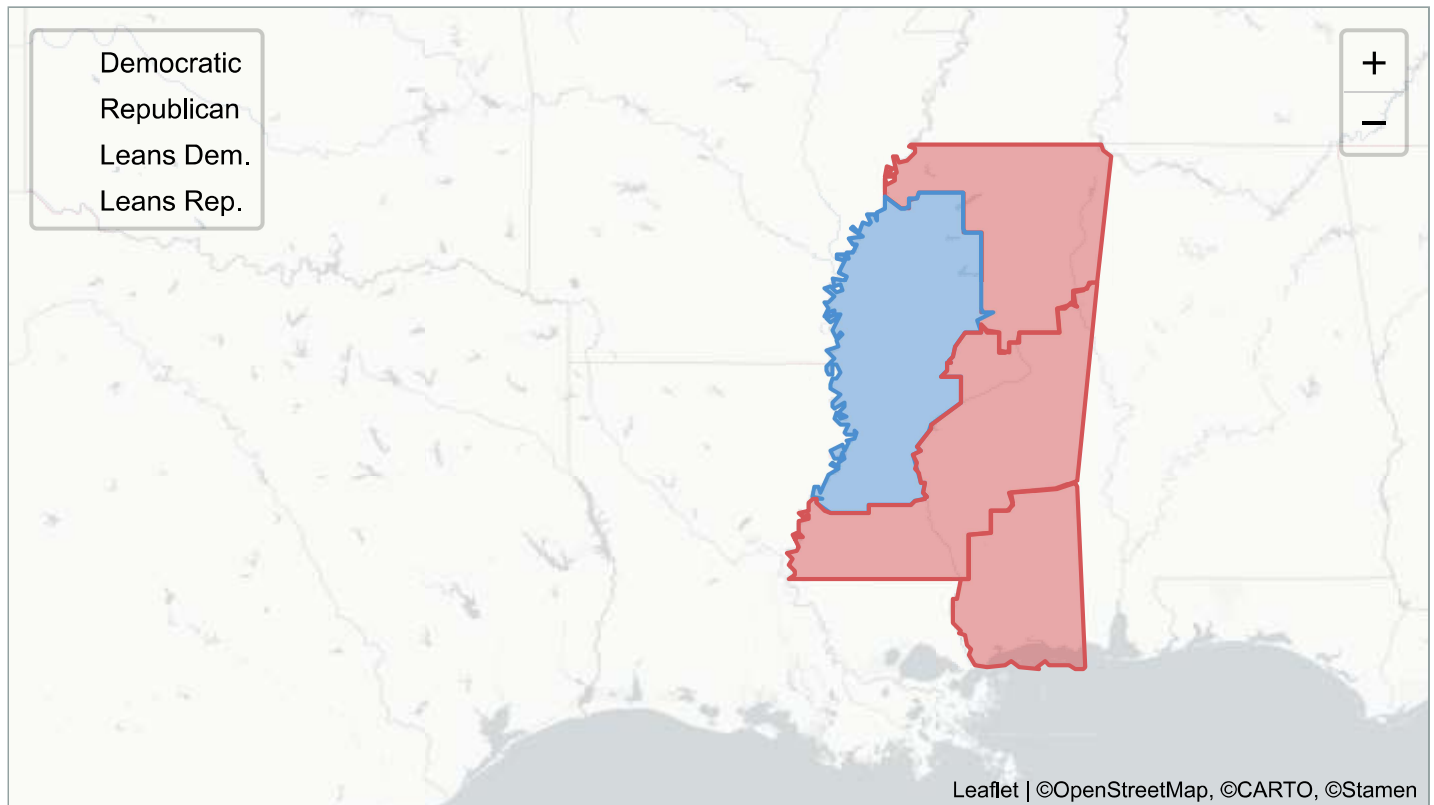 Democratic
Republican
Leans Dem.
Leans Rep.
+
−
Leaflet | ©OpenStreetMap, ©CARTO, ©Stamen